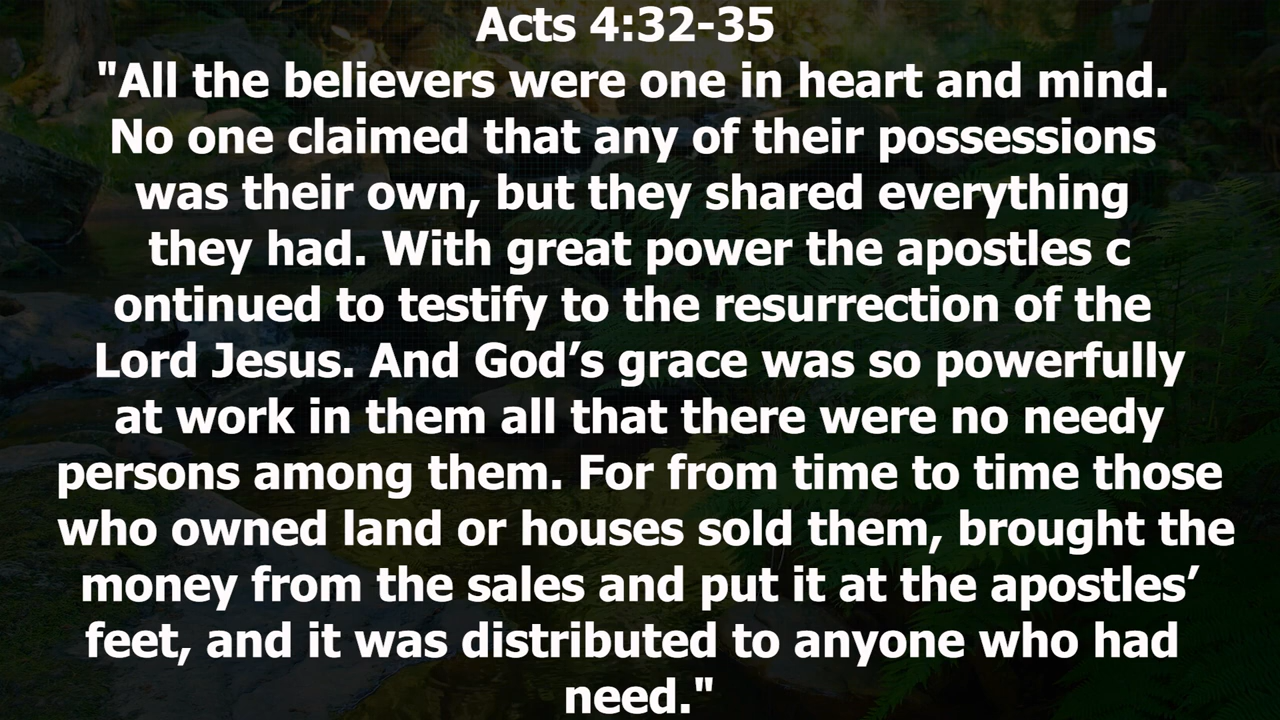 Acts 4:32-35
"All the believers were one in heart and mind.
No one claimed that any of their possessions
was their own, but they shared everything
they had. With great power the apostles c
ontinued to testify to the resurrection of the
Lord Jesus. And God’s grace was so powerfully
at work in them all that there were no needy
persons among them. For from time to time those
who owned land or houses sold them, brought the
money from the sales and put it at the apostles’
feet, and it was distributed to anyone who had
need."